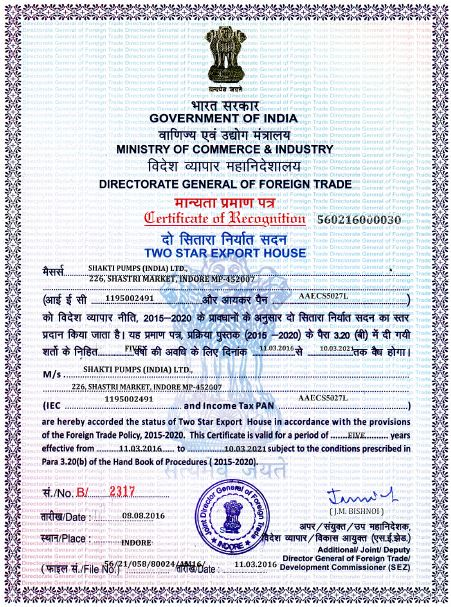 सत्यमेव जयते
भारत सरकार
GOVERNMENT OF INDIA
वाणिज्य एवं उद्योग मंत्रालय
MINISTRY OF COMMERCE & INDUSTRY
विदेश व्यापार महानिदेशालय
DIRECTORATE GENERAL OF FOREIGN TRADE
मान्यता प्रमाण पत्र
Certificate of Recognition 560216000030
दो सितारा निर्यात सदन
TWO STAR EXPORT HOUSE
मैसर्स SHAKTI PUMPS (INDIA) LTD.,
226, SHASTRI MARKET, INDORE MP-452007
(आई ई सी 1195002491 और आयकर पैन AAECS5027L )
को विदेश व्यापार नीति, 2015-2020 के प्रावधानों के अनुसार दो सितारा निर्यात सदन का स्तर
प्रदान किया जाता है। यह प्रमाण पत्र, प्रक्रिया पुस्तक (2015 -2020) के पैरा 3.20 (बी) में दी गयी
शर्तो के निहित FIVE वर्षो की अवधि के लिए दिनांक 11.03.2016 से 10.03.2021 तक वैध होगा।
M/s SHAKTI PUMPS (INDIA) LTD.,
226, SHASTRI MARKET, INDORE MP-452007
(IEC 1195002491 and Income Tax PAN AAECS5027L )
are hereby accorded the status of Two Star Export House in accordance with the provisions
of the Foreign Trade Policy, 2015-2020. This Certificate is valid for a period of ......FIVE......... years
effective from 11.03.2016 to 10.03.2021 subject to the conditions prescribed in
Para 3.20(b) of the Hand Book of Procedures ( 2015-2020).
सं./No. B/ 2317
तारीख/Date : 08.08.2016
स्थान/Place : INDORE
( फाइल सं./File No) 56/21/058/80024/AM16/ तारीख/Date: 11.03.2016
Joint Director General of Foreign Trade
INDORE
( J.M. BISHNOI )
अपर/संयुक्त/उप महानिदेशक,
विदेश व्यापार/विकास आयुक्त (एस.ई.झेड.)
Additional/Joint/ Deputy
Director General of Foreign Trade/
Development Commissioner (SEZ)